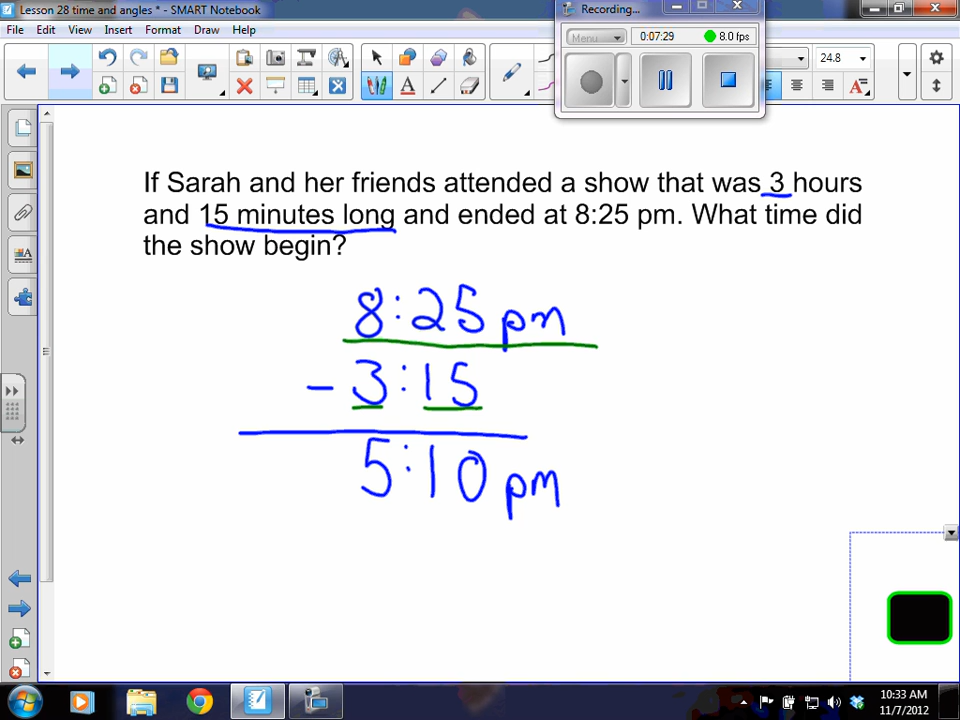 Lesson 28 time and angles * - SMART Notebook
Recording...
File Edit View Insert Format Tools Add-ons Draw Help
Menu
0:07:29
8.0 fps
24.8
If Sarah and her friends attended a show that was 3 hours
and 15 minutes long and ended at 8:25 pm. What time did
the show begin?
8:25 pm
- 3:15
5:10 pm
10:33 AM
11/7/2012